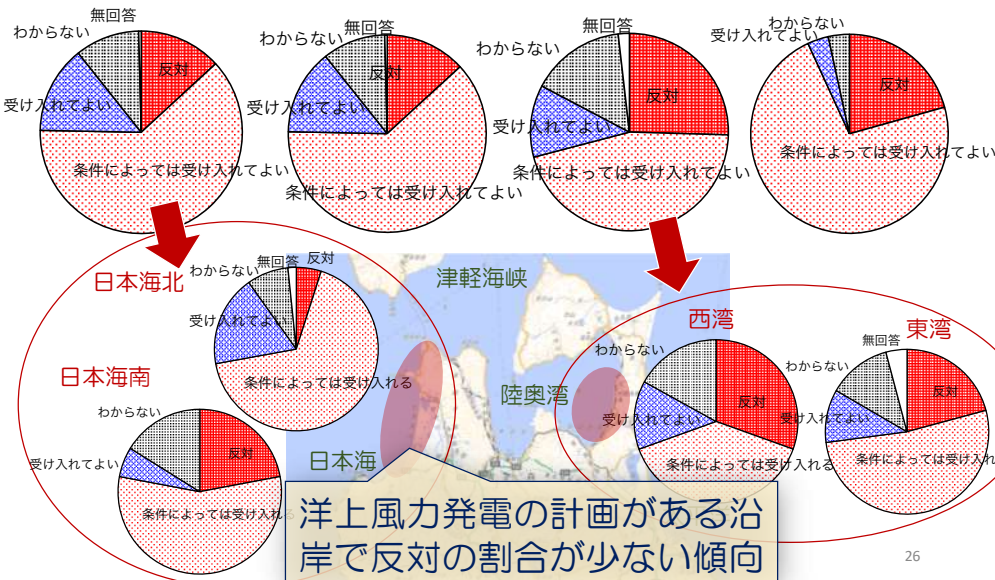 無回答
わからない
反対
受け入れてよい
条件によっては受け入れてよい
無回答
わからない
反対
受け入れてよい
条件によっては受け入れてよい
無回答
わからない
反対
受け入れてよい
条件によっては受け入れてよい
わからない
受け入れてよい
反対
条件によっては受け入れてよい
日本海北
無回答
反対
わからない
受け入れてよい
条件によっては受け入れる
日本海南
わからない
反対
受け入れてよい
条件によっては受け入れる
津軽海峡
陸奥湾
日本海
西湾
わからない
反対
受け入れてよい
条件によっては受け入れる
東湾
無回答
わからない
反対
受け入れてよい
条件によっては受け入れ
洋上風力発電の計画がある沿
岸で反対の割合が少ない傾向
26